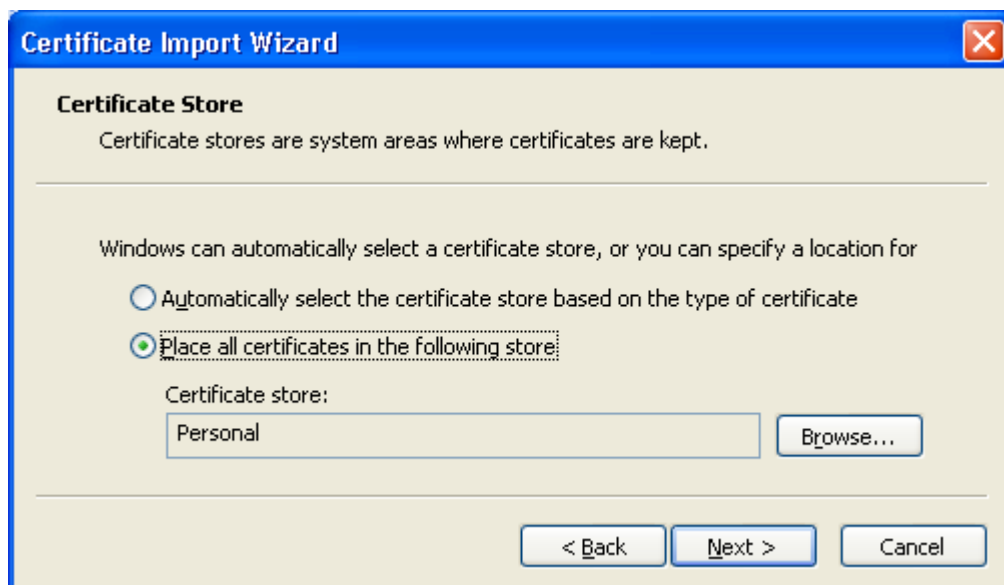 Certificate Import Wizard
Certificate Store
Certificate stores are system areas where certificates are kept.
Windows can automatically select a certificate store, or you can specify a location for
Automatically select the certificate store based on the type of certificate
Place all certificates in the following store
Certificate store:
Personal
Browse...
< Back
Next >
Cancel